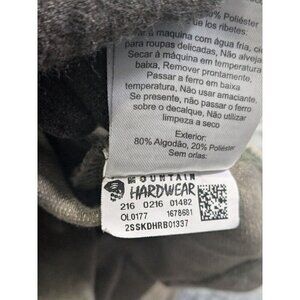 80% Poliéster
Sem ribetes.
à máquina com água fria,
para roupas delicadas, Não alveja
Secar à máquina em temperatura
baixa, Remover prontamente,
Passar a ferro em baixa
temperatura, Não usar amaciante,
Se presente, não passar o ferro
sobre o decalque, Não utilizar
limpeza a seco
Exterior:
80% Algodão, 20% Poliéster
Sem orlas:
MOUNTAIN
HARDWEAR
216 0216 01482
OL0177 1678681
2SSKDHRB01337